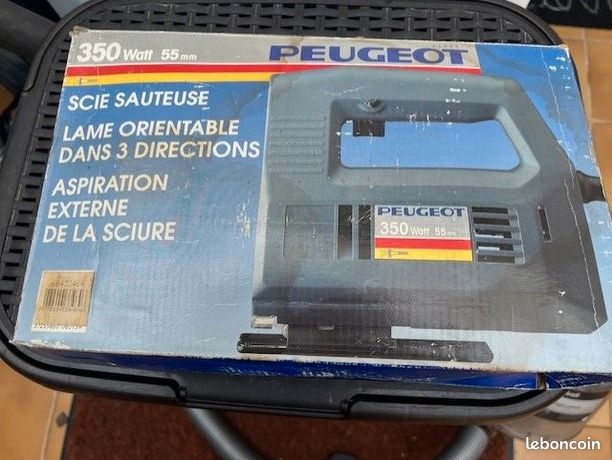 350 Watt 55mm
PEUGEOT
SCIE SAUTEUSE
LAME ORIENTABLE
DANS 3 DIRECTIONS
ASPIRATION
EXTERNE
DE LA SCIURE
PEUGEOT
350 Watt 55mm
leboncoin